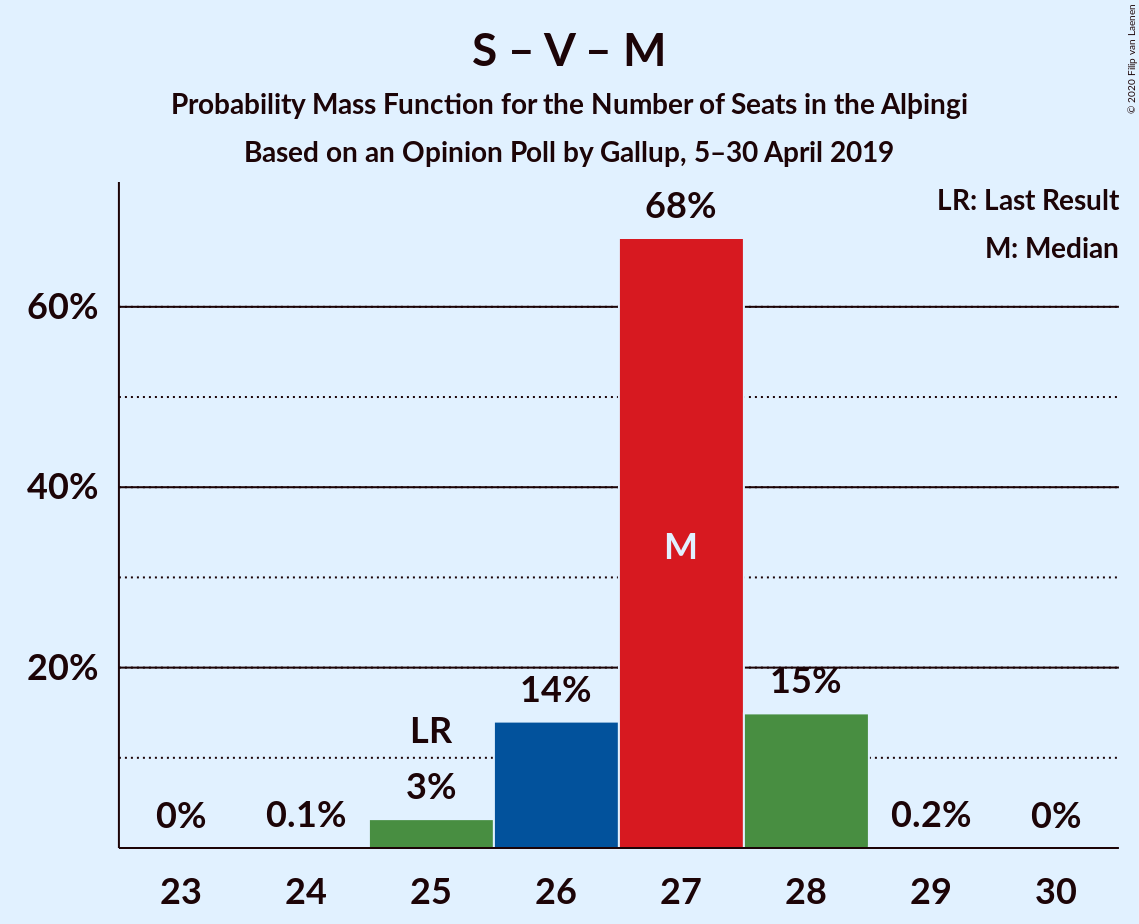 S – V – M
Probability Mass Function for the Number of Seats in the Alþingi
Based on an Opinion Poll by Gallup, 5–30 April 2019
© 2020 Filip van Laenen
LR: Last Result
M: Median
60%
40%
20%
0%
0.1%
LR
3%
14%
68%
M
15%
0.2%
0%
23 24 25 26 27 28 29 30